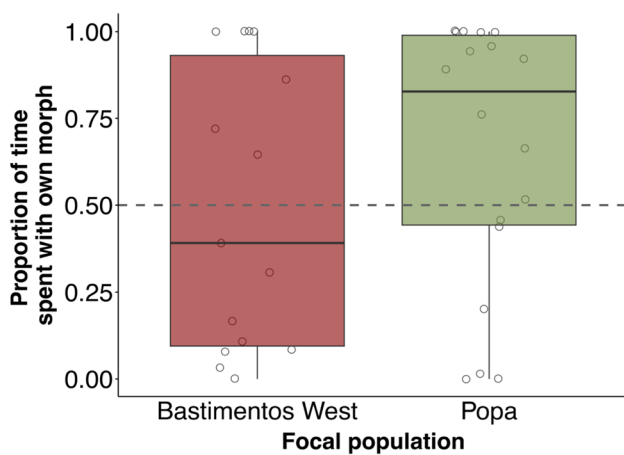 Proportion of time
spent with own morph
1.00
0.75
0.50
0.25
0.00
Bastimentos West
Popa
Focal population